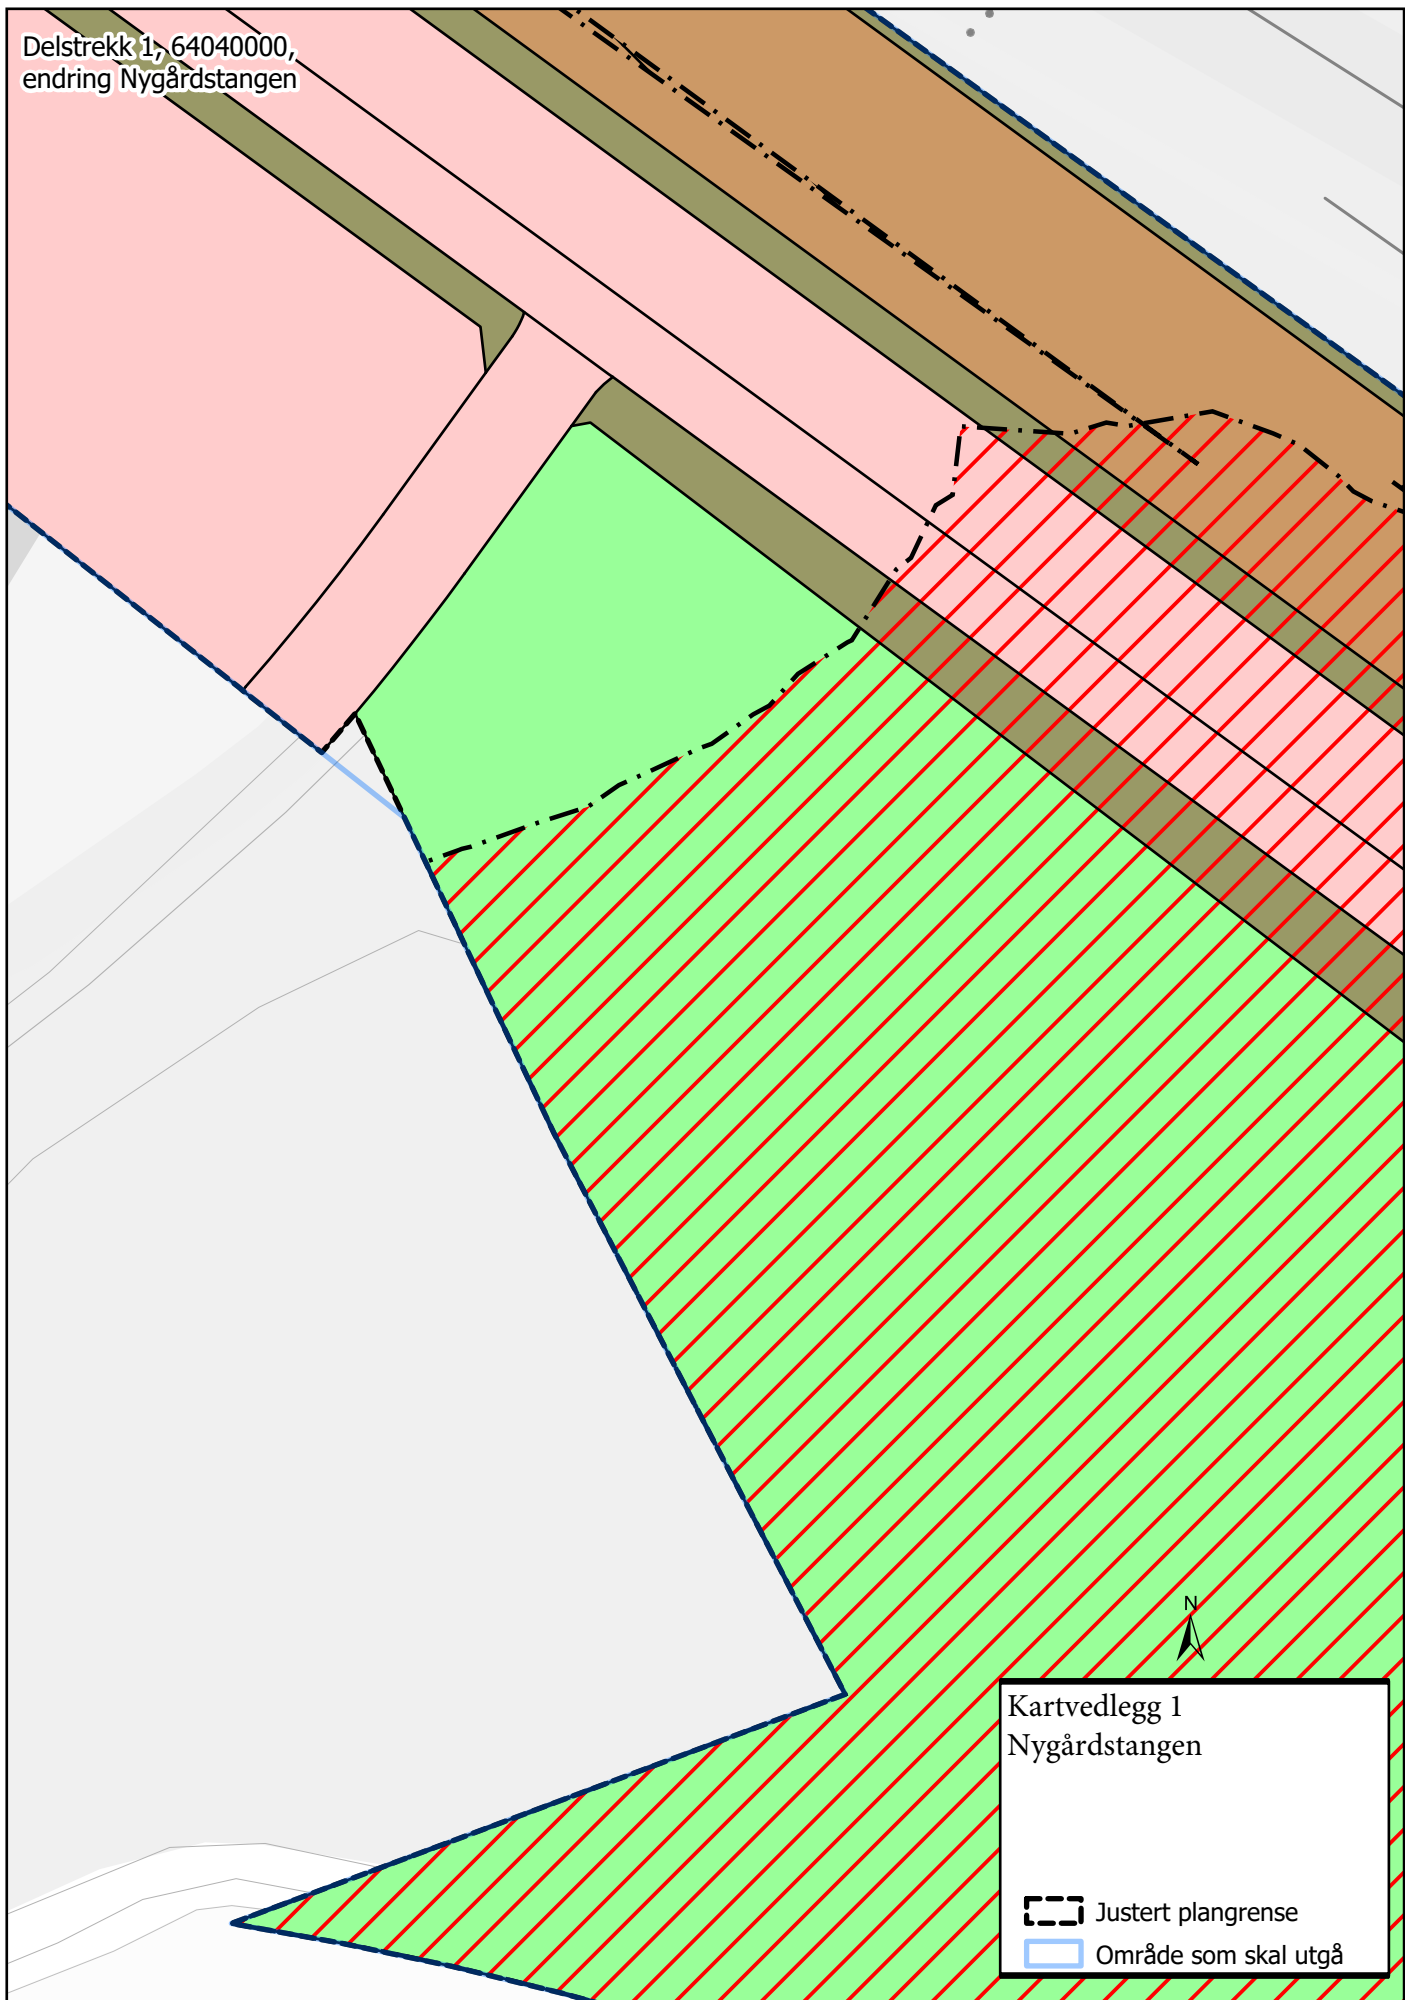 Delstrekk 1, 64040000,
endring Nygårdstangen
N
Kartvedlegg 1
Nygårdstangen
Justert plangrense
Område som skal utgå